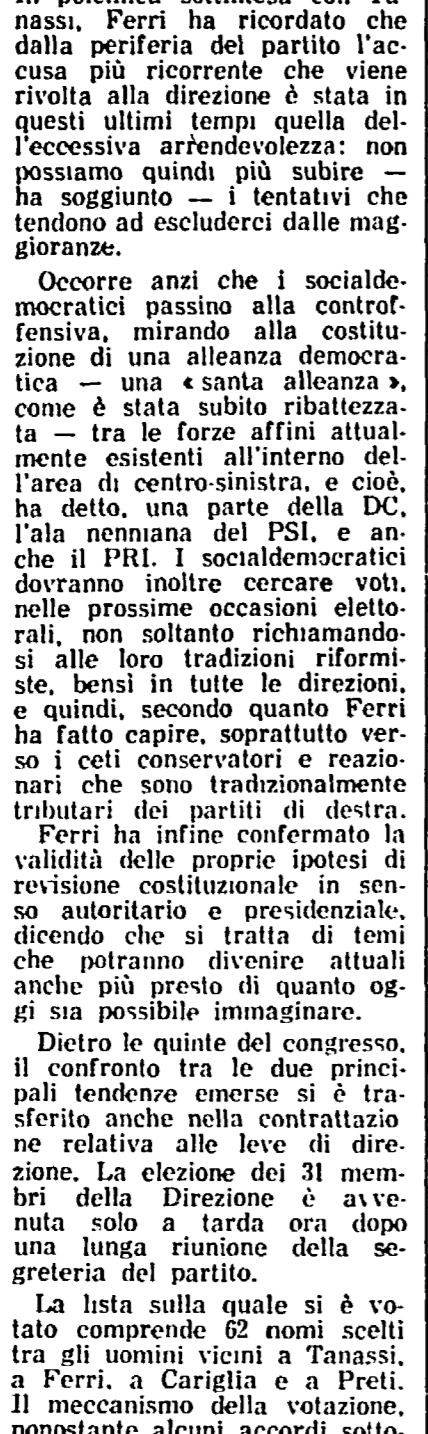 in polemica sottintesa con Ta-
nassi, Ferri ha ricordato che
dalla periferia del partito l'ac-
cusa più ricorrente che viene
rivolta alla direzione è stata in
questi ultimi tempi quella del-
l'eccessiva arrendevolezza: non
possiamo quindi più subire —
ha soggiunto — i tentativi che
tendono ad escluderci dalle mag-
gioranze.
Occorre anzi che i socialde-
mocratici passino alla controf-
fensiva, mirando alla costitu-
zione di una alleanza democra-
tica — una « santa alleanza »,
come è stata subito ribattezza-
ta — tra le forze affini attual-
mente esistenti all'interno del-
l'area di centro-sinistra, e cioè,
ha detto, una parte della DC,
l'ala nenniana del PSI, e an-
che il PRI. I socialdemocratici
dovranno inoltre cercare voti,
nelle prossime occasioni eletto-
rali, non soltanto richiamando-
si alle loro tradizioni riformi-
ste, bensì in tutte le direzioni,
e quindi, secondo quanto Ferri
ha fatto capire, soprattutto ver-
so i ceti conservatori e reazio-
nari che sono tradizionalmente
tributari dei partiti di destra.
Ferri ha infine confermato la
validità delle proprie ipotesi di
revisione costituzionale in sen-
so autoritario e presidenziale,
dicendo che si tratta di temi
che potranno divenire attuali
anche più presto di quanto og-
gi sia possibile immaginare.
Dietro le quinte del congresso,
il confronto tra le due princi-
pali tendenze emerse si è tra-
sferito anche nella contrattazio
ne relativa alle leve di dire-
zione. La elezione dei 31 mem-
bri della Direzione è avve-
nuta solo a tarda ora dopo
una lunga riunione della se-
greteria del partito.
La lista sulla quale si è vo-
tato comprende 62 nomi scelti
tra gli uomini vicini a Tanassi,
a Ferri, a Cariglia e a Preti.
Il meccanismo della votazione,
nonostante alcuni accordi sotto-